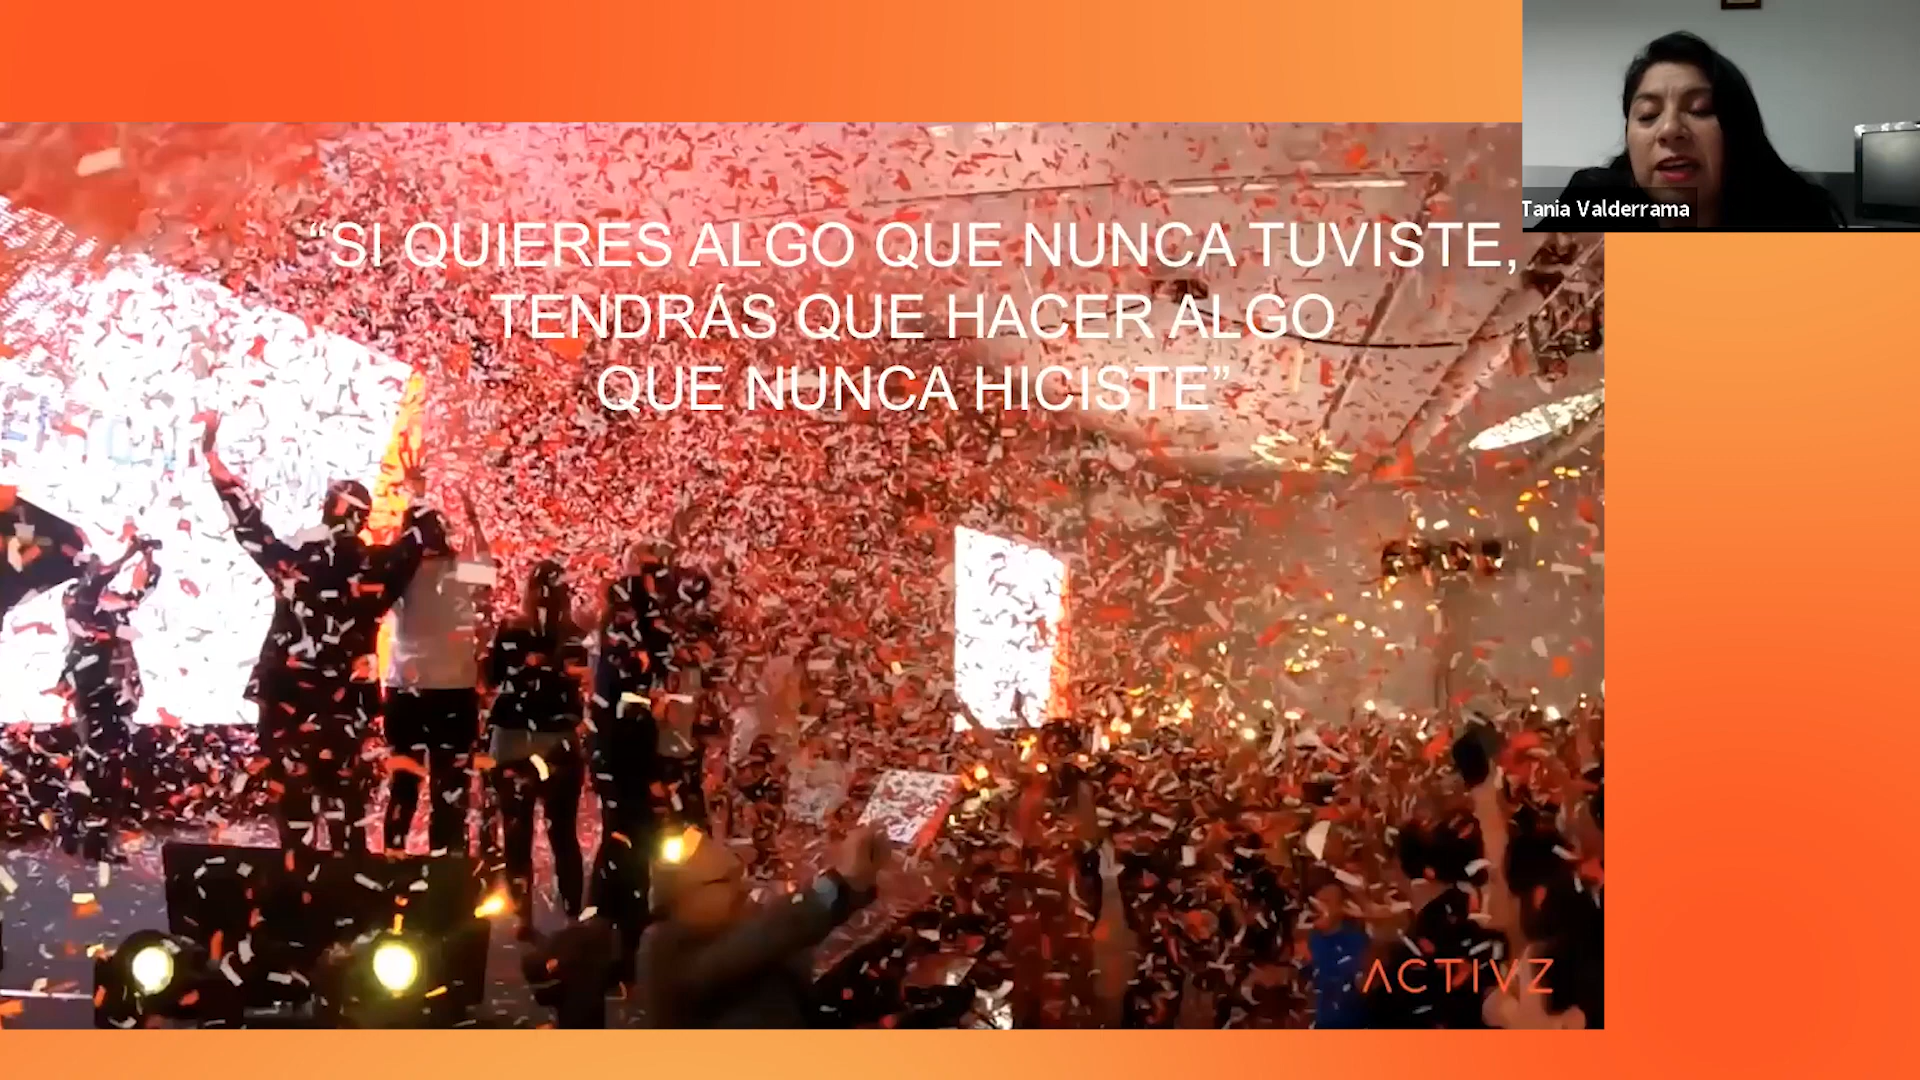 “SI QUIERES ALGO QUE NUNCA TUVISTE,
TENDRÁS QUE HACER ALGO
QUE NUNCA HICISTE”
Tania Valderrama
ACTIVZ